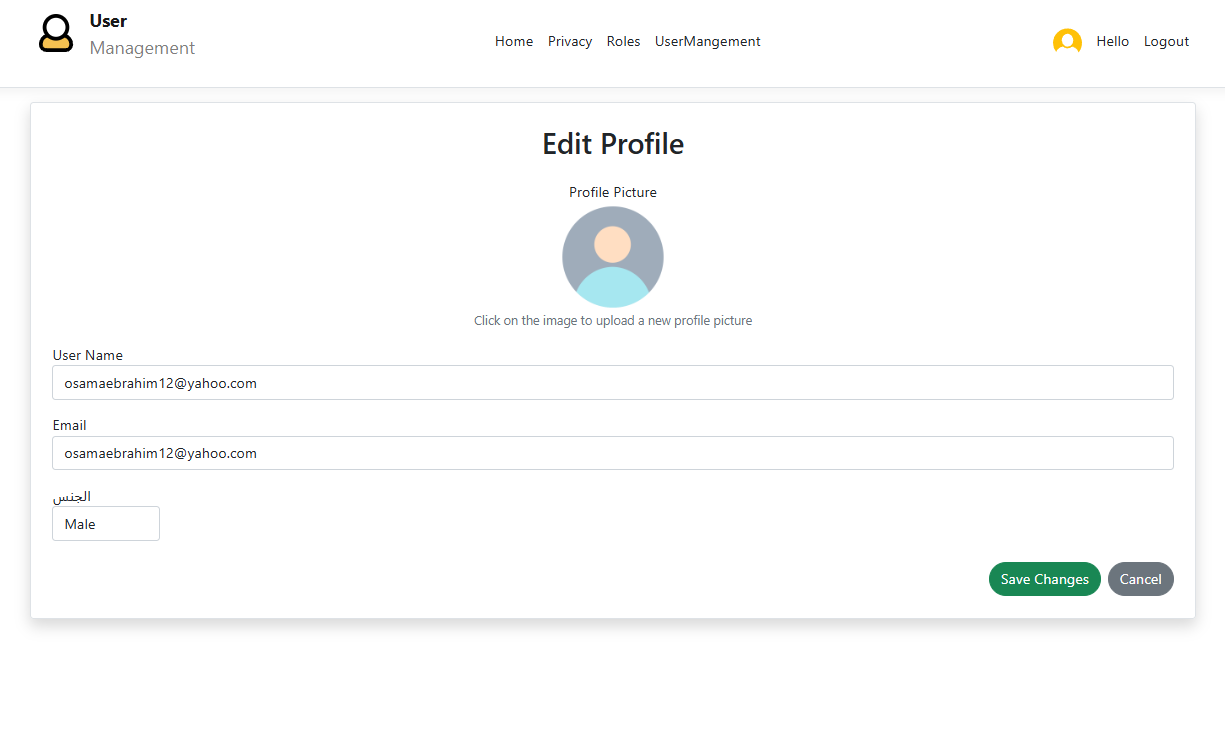 User
Management
Home Privacy Roles UserMangement
Hello Logout
Edit Profile
Profile Picture
Click on the image to upload a new profile picture
User Name
osamaebrahim12@yahoo.com
Email
osamaebrahim12@yahoo.com
الجنس
Male
Save Changes Cancel